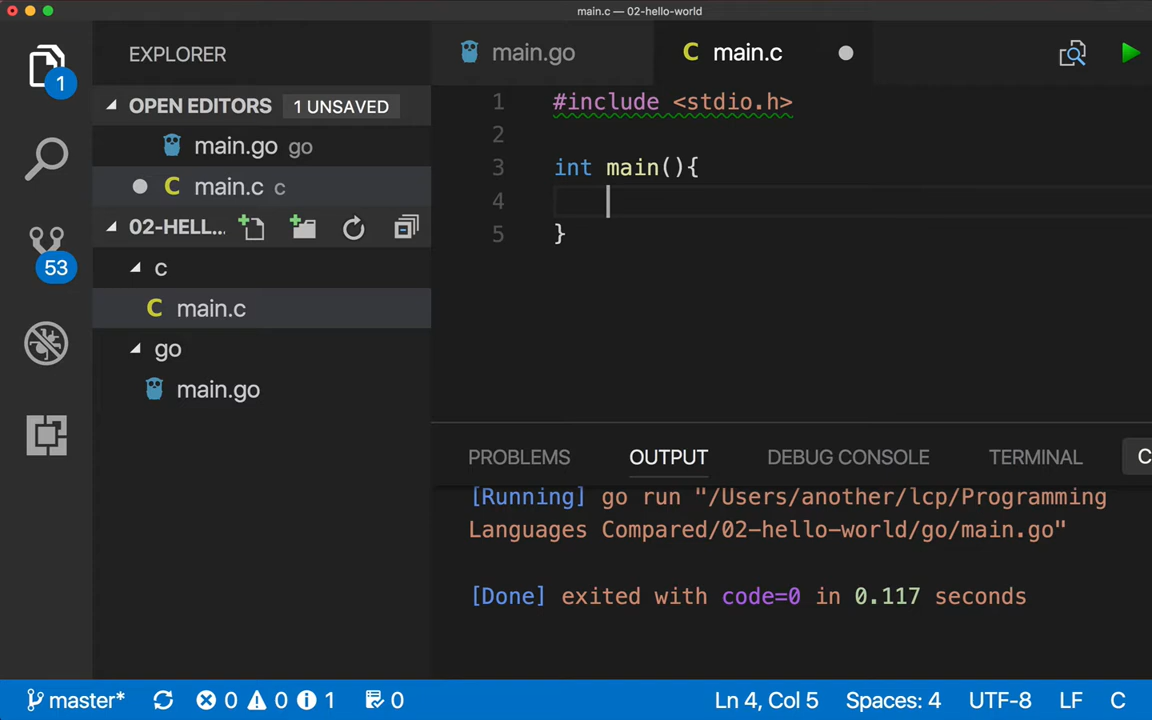 main.c — 02-hello-world
1
53
EXPLORER
OPEN EDITORS 1 UNSAVED
main.go go
C main.c c
02-HELL...
c
C main.c
go
main.go
main.go
C main.c
1 #include <stdio.h>
2
3 int main(){
4
5 }
PROBLEMS OUTPUT DEBUG CONSOLE TERMINAL C
[Running] go run "/Users/another/lcp/Programming
Languages Compared/02-hello-world/go/main.go"
[Done] exited with code=0 in 0.117 seconds
master* 0 0 1 0 Ln 4, Col 5 Spaces: 4 UTF-8 LF C